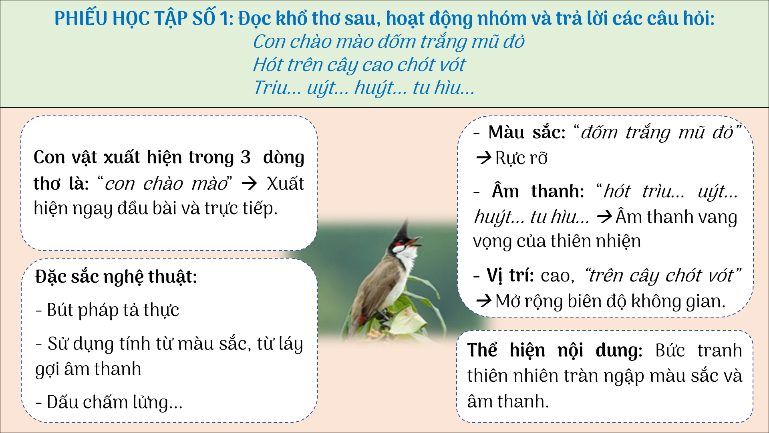 PHIẾU HỌC TẬP SỐ 1: Đọc khổ thơ sau, hoạt động nhóm và trả lời các câu hỏi:
Con chào mào đốm trắng mũ đỏ
Hót trên cây cao chót vót
Triu... uýt... huýt... tu hìu...
Con vật xuất hiện trong 3 dòng
thơ là: “con chào mào” → Xuất
hiện ngay đầu bài và trực tiếp.
Đặc sắc nghệ thuật:
- Bút pháp tả thực
- Sử dụng tính từ màu sắc, từ láy
gợi âm thanh
- Dấu chấm lửng...
- Màu sắc: “đốm trắng mũ đỏ”
→ Rực rỡ
- Âm thanh: “hót trìu... uýt...
huýt... tu hìu... → Âm thanh vang
vọng của thiên nhiện
- Vị trí: cao, “trên cây chót vót”
→ Mở rộng biên độ không gian.
Thể hiện nội dung: Bức tranh
thiên nhiên tràn ngập màu sắc và
âm thanh.